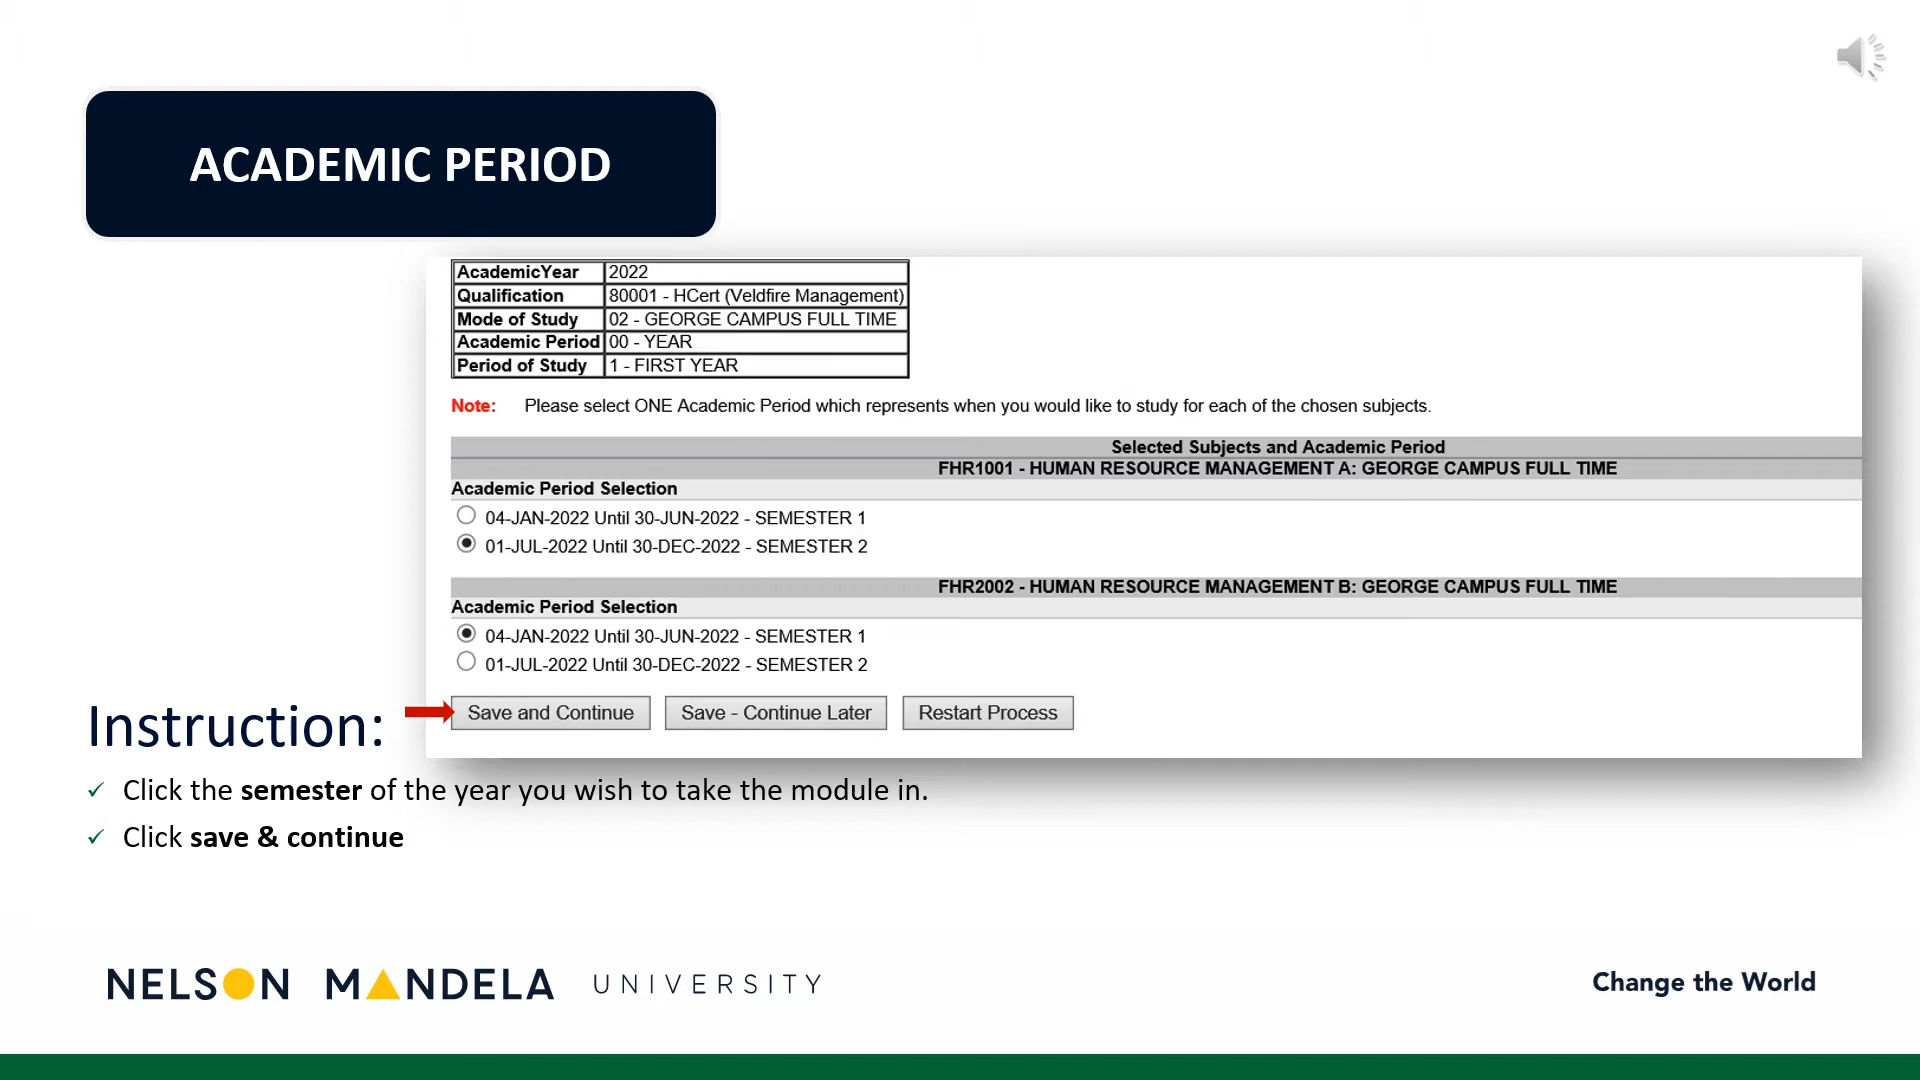 ACADEMIC PERIOD
AcademicYear 2022
Qualification 80001 - HCert (Veldfire Management)
Mode of Study 02 - GEORGE CAMPUS FULL TIME
Academic Period 00 - YEAR
Period of Study 1 - FIRST YEAR
Note: Please select ONE Academic Period which represents when you would like to study for each of the chosen subjects.
Selected Subjects and Academic Period
FHR1001 - HUMAN RESOURCE MANAGEMENT A: GEORGE CAMPUS FULL TIME
Academic Period Selection
04-JAN-2022 Until 30-JUN-2022 - SEMESTER 1
01-JUL-2022 Until 30-DEC-2022 - SEMESTER 2
FHR2002 - HUMAN RESOURCE MANAGEMENT B: GEORGE CAMPUS FULL TIME
Academic Period Selection
04-JAN-2022 Until 30-JUN-2022 - SEMESTER 1
01-JUL-2022 Until 30-DEC-2022 - SEMESTER 2
Save and Continue Save - Continue Later Restart Process
Instruction:
✓ Click the semester of the year you wish to take the module in.
✓ Click save & continue
NELSON MANDELA UNIVERSITY
Change the World